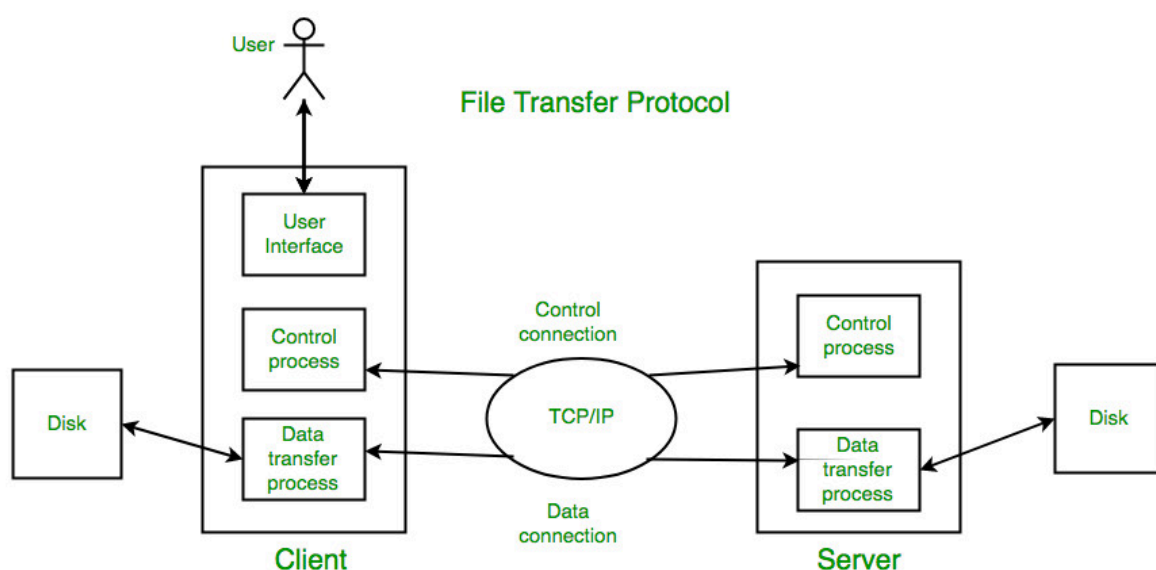 User
File Transfer Protocol
User
Interface
Control
process
Data
transfer
process
Client
Disk
Control
connection
TCP/IP
Data
connection
Control
process
Data
transfer
process
Server
Disk